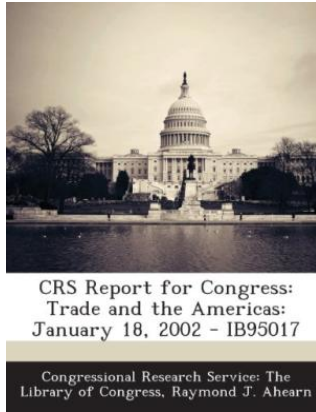 CRS Report for Congress:
Trade and the Americas:
January 18, 2002 - IB95017
Congressional Research Service: The
Library of Congress, Raymond J. Ahearn